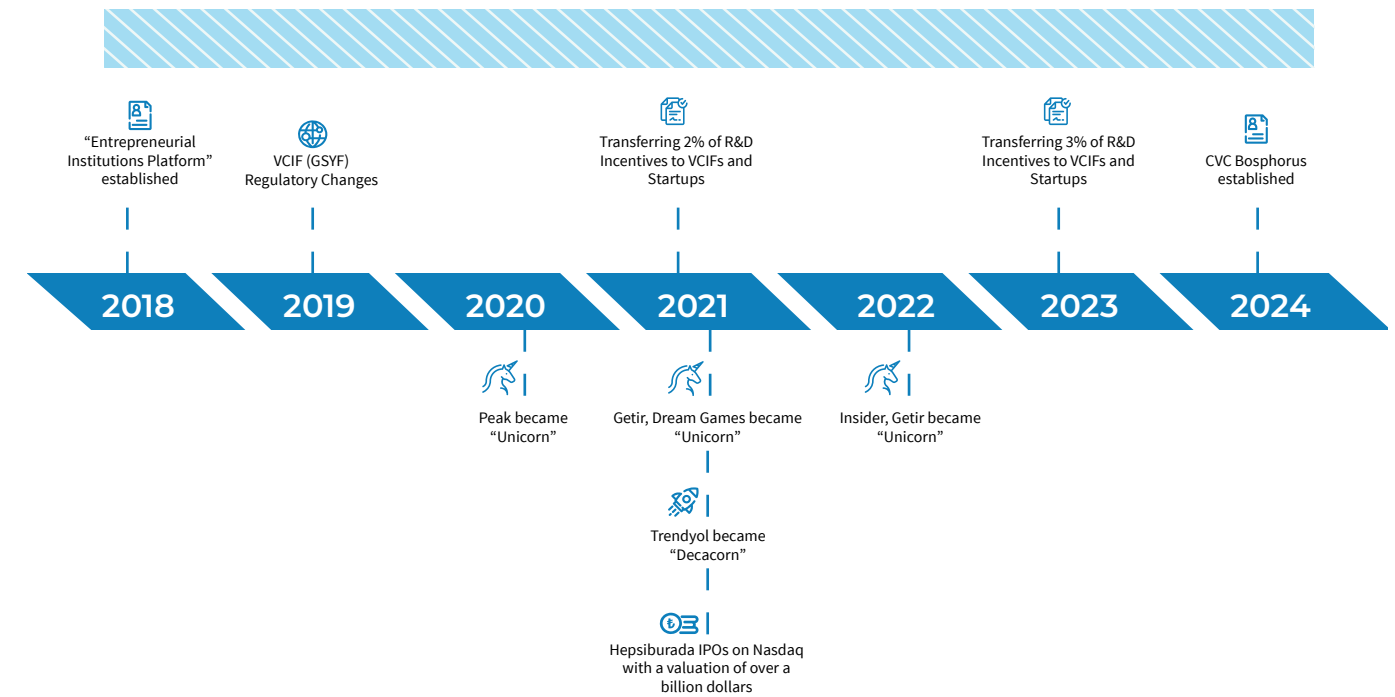 “Entrepreneurial
Institutions Platform”
established
VCIF (GSYF)
Regulatory Changes
Transferring 2% of R&D
Incentives to VCIFs and
Startups
Transferring 3% of R&D
Incentives to VCIFs and
Startups
CVC Bosphorus
established
2018
2019
2020
2021
2022
2023
2024
Peak became
“Unicorn”
Getir, Dream Games became
“Unicorn”
Insider, Getir became
“Unicorn”
Trendyol became
“Decacorn”
₺
Hepsiburada IPOs on Nasdaq
with a valuation of over a
billion dollars